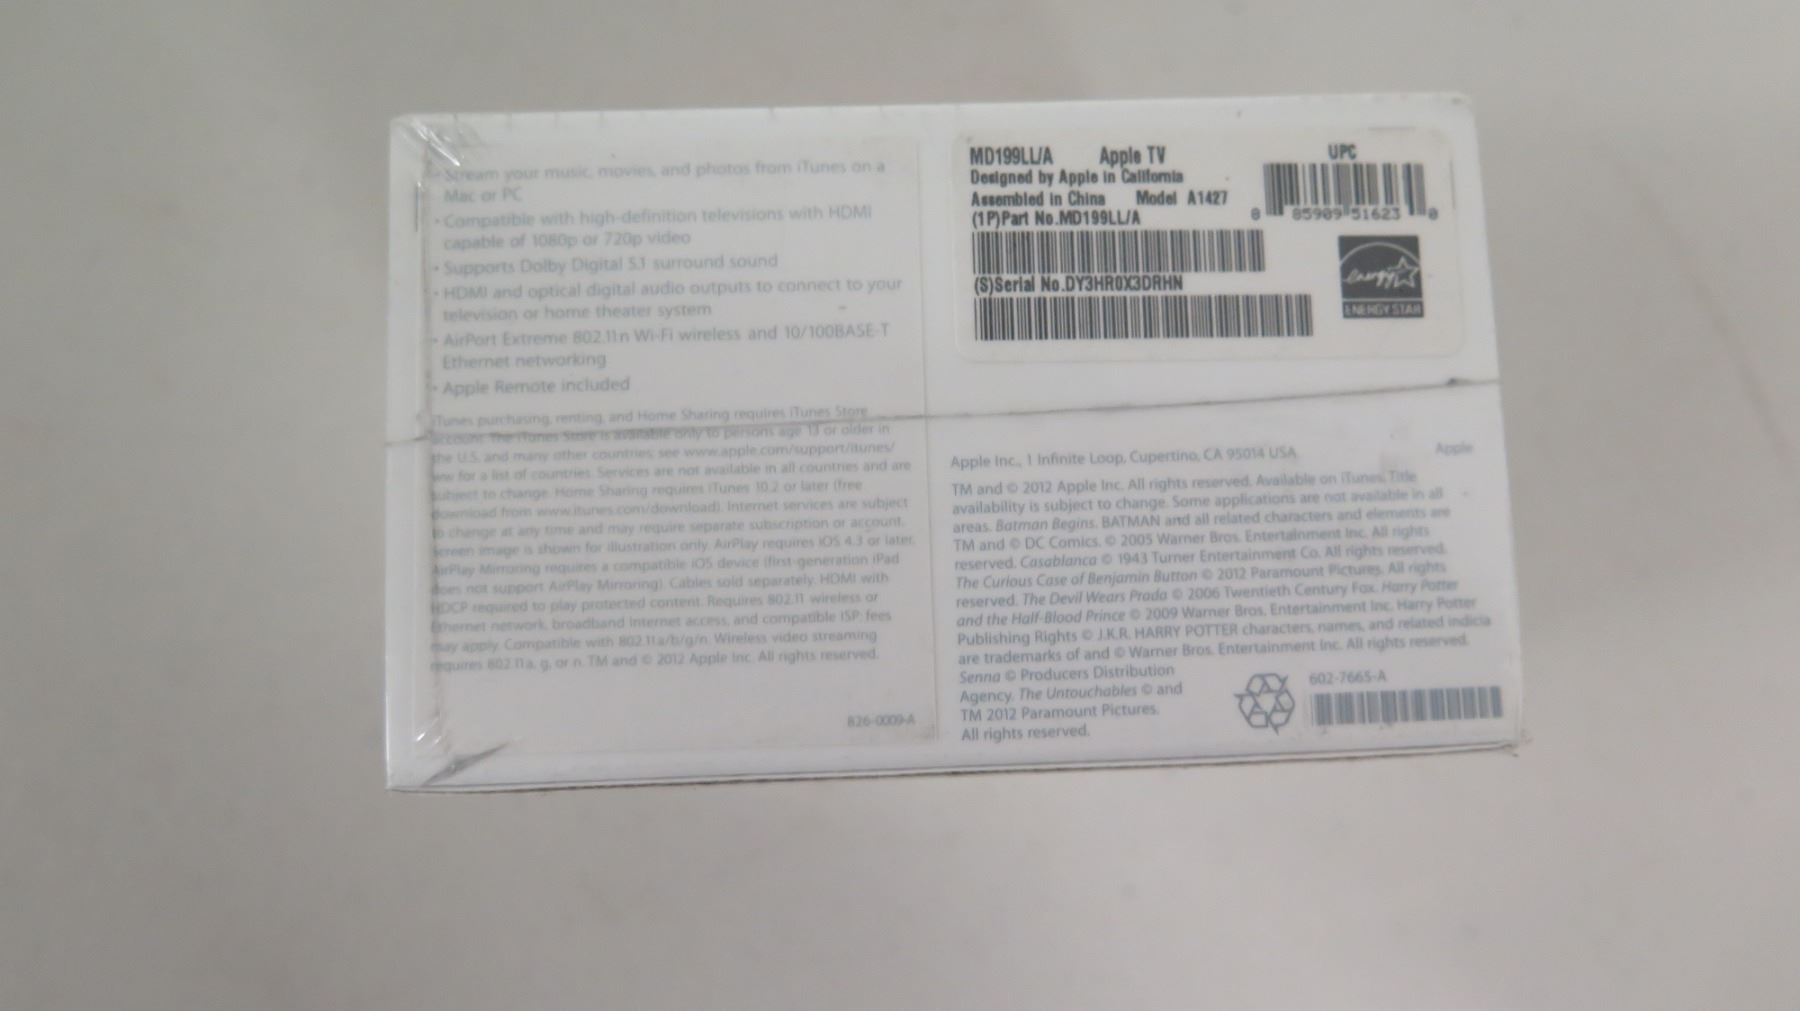 • Stream your music, movies, and photos from iTunes on a
Mac or PC
• Compatible with high-definition televisions with HDMI
capable of 1080p or 720p video
• Supports Dolby Digital 5.1 surround sound
• HDMI and optical digital audio outputs to connect to your
television or home theater system
• AirPort Extreme 802.11n Wi-Fi wireless and 10/100BASE-T
Ethernet networking
• Apple Remote included
iTunes purchasing, renting, and Home Sharing requires iTunes Store
account. The iTunes Store is available only to persons age 13 or older in
the U.S. and many other countries; see www.apple.com/support/itunes/
ww for a list of countries. Services are not available in all countries and are
subject to change. Home Sharing requires iTunes 10.2 or later (free
download from www.itunes.com/download). Internet services are subject
to change at any time and may require separate subscription or account.
Screen image is shown for illustration only. AirPlay requires iOS 4.3 or later.
AirPlay Mirroring requires a compatible iOS device (first-generation iPad
does not support AirPlay Mirroring). Cables sold separately. HDMI with
HDCP required to play protected content. Requires 802.11 wireless or
Ethernet network, broadband Internet access, and compatible ISP; fees
may apply. Compatible with 802.11a/b/g/n. Wireless video streaming
requires 802.11a, g, or n. TM and © 2012 Apple Inc. All rights reserved.
826-0009-A
MD199LL/A Apple TV
Designed by Apple in California
Assembled in China Model A1427
(1P)Part No.MD199LL/A
(S)Serial No.DY3HR0X3DRHN
UPC
8 85909 51623 0
energy
ENERGY STAR
Apple Inc., 1 Infinite Loop, Cupertino, CA 95014 USA
Apple
TM and © 2012 Apple Inc. All rights reserved. Available on iTunes. Title
availability is subject to change. Some applications are not available in all
areas. Batman Begins. BATMAN and all related characters and elements are
TM and © DC Comics. © 2005 Warner Bros. Entertainment Inc. All rights
reserved. Casablanca © 1943 Turner Entertainment Co. All rights reserved.
The Curious Case of Benjamin Button © 2012 Paramount Pictures. All rights
reserved. The Devil Wears Prada © 2006 Twentieth Century Fox. Harry Potter
and the Half-Blood Prince © 2009 Warner Bros. Entertainment Inc. Harry Potter
Publishing Rights © J.K.R. HARRY POTTER characters, names, and related indicia
are trademarks of and © Warner Bros. Entertainment Inc. All rights reserved.
Senna © Producers Distribution
Agency. The Untouchables © and
TM 2012 Paramount Pictures.
All rights reserved.
602-7665-A